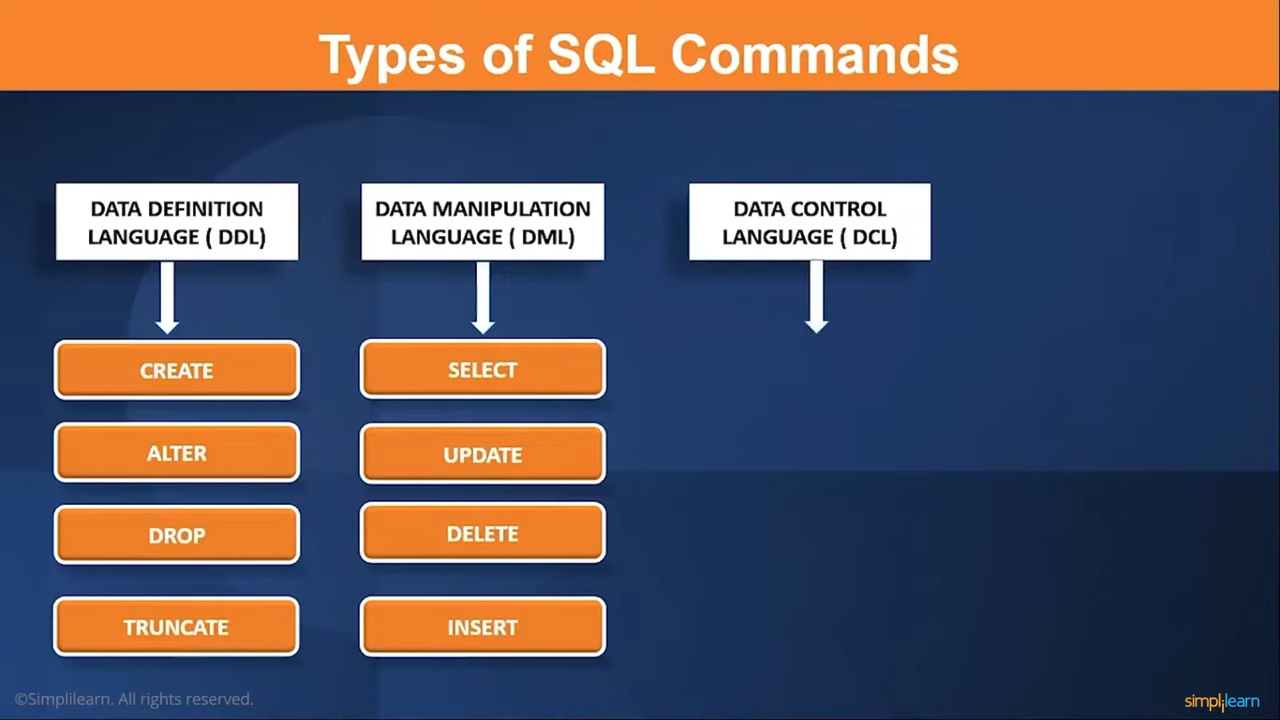 Types of SQL Commands
DATA DEFINITION
LANGUAGE ( DDL)
CREATE
ALTER
DROP
TRUNCATE
DATA MANIPULATION
LANGUAGE ( DML)
SELECT
UPDATE
DELETE
INSERT
DATA CONTROL
LANGUAGE ( DCL)
©Simplilearn. All rights reserved.
simplilearn